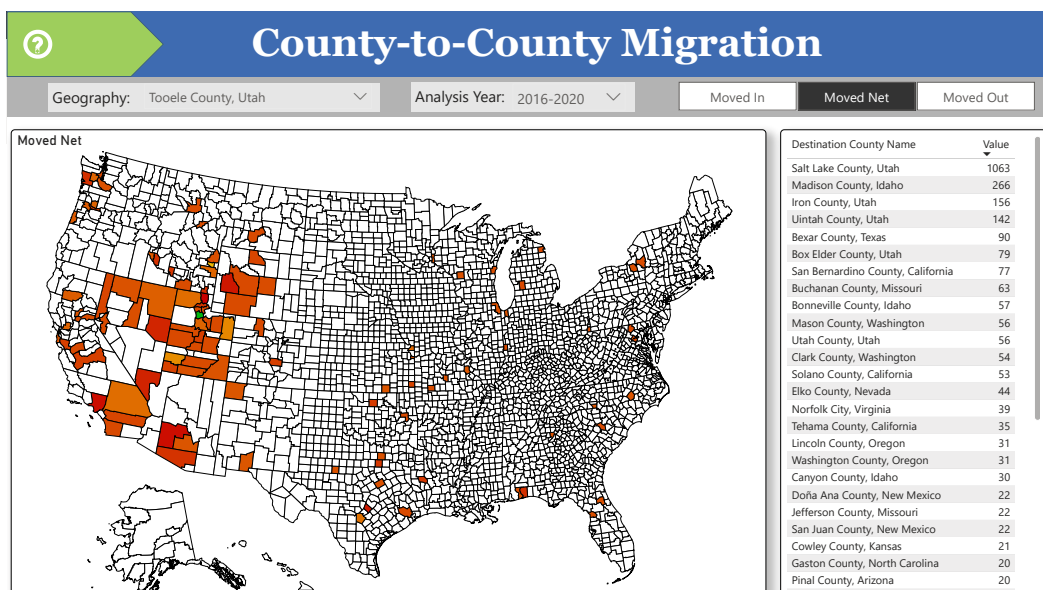 ?
County-to-County Migration
Geography: Tooele County, Utah
Analysis Year: 2016-2020
Moved In
Moved Net
Moved Out
Moved Net
Destination County Name Value
Salt Lake County, Utah 1063
Madison County, Idaho 266
Iron County, Utah 156
Uintah County, Utah 142
Bexar County, Texas 90
Box Elder County, Utah 79
San Bernardino County, California 77
Buchanan County, Missouri 63
Bonneville County, Idaho 57
Mason County, Washington 56
Utah County, Utah 56
Clark County, Washington 54
Solano County, California 53
Elko County, Nevada 44
Norfolk City, Virginia 39
Tehama County, California 35
Lincoln County, Oregon 31
Washington County, Oregon 31
Canyon County, Idaho 30
Doña Ana County, New Mexico 22
Jefferson County, Missouri 22
San Juan County, New Mexico 22
Cowley County, Kansas 21
Gaston County, North Carolina 20
Pinal County, Arizona 20